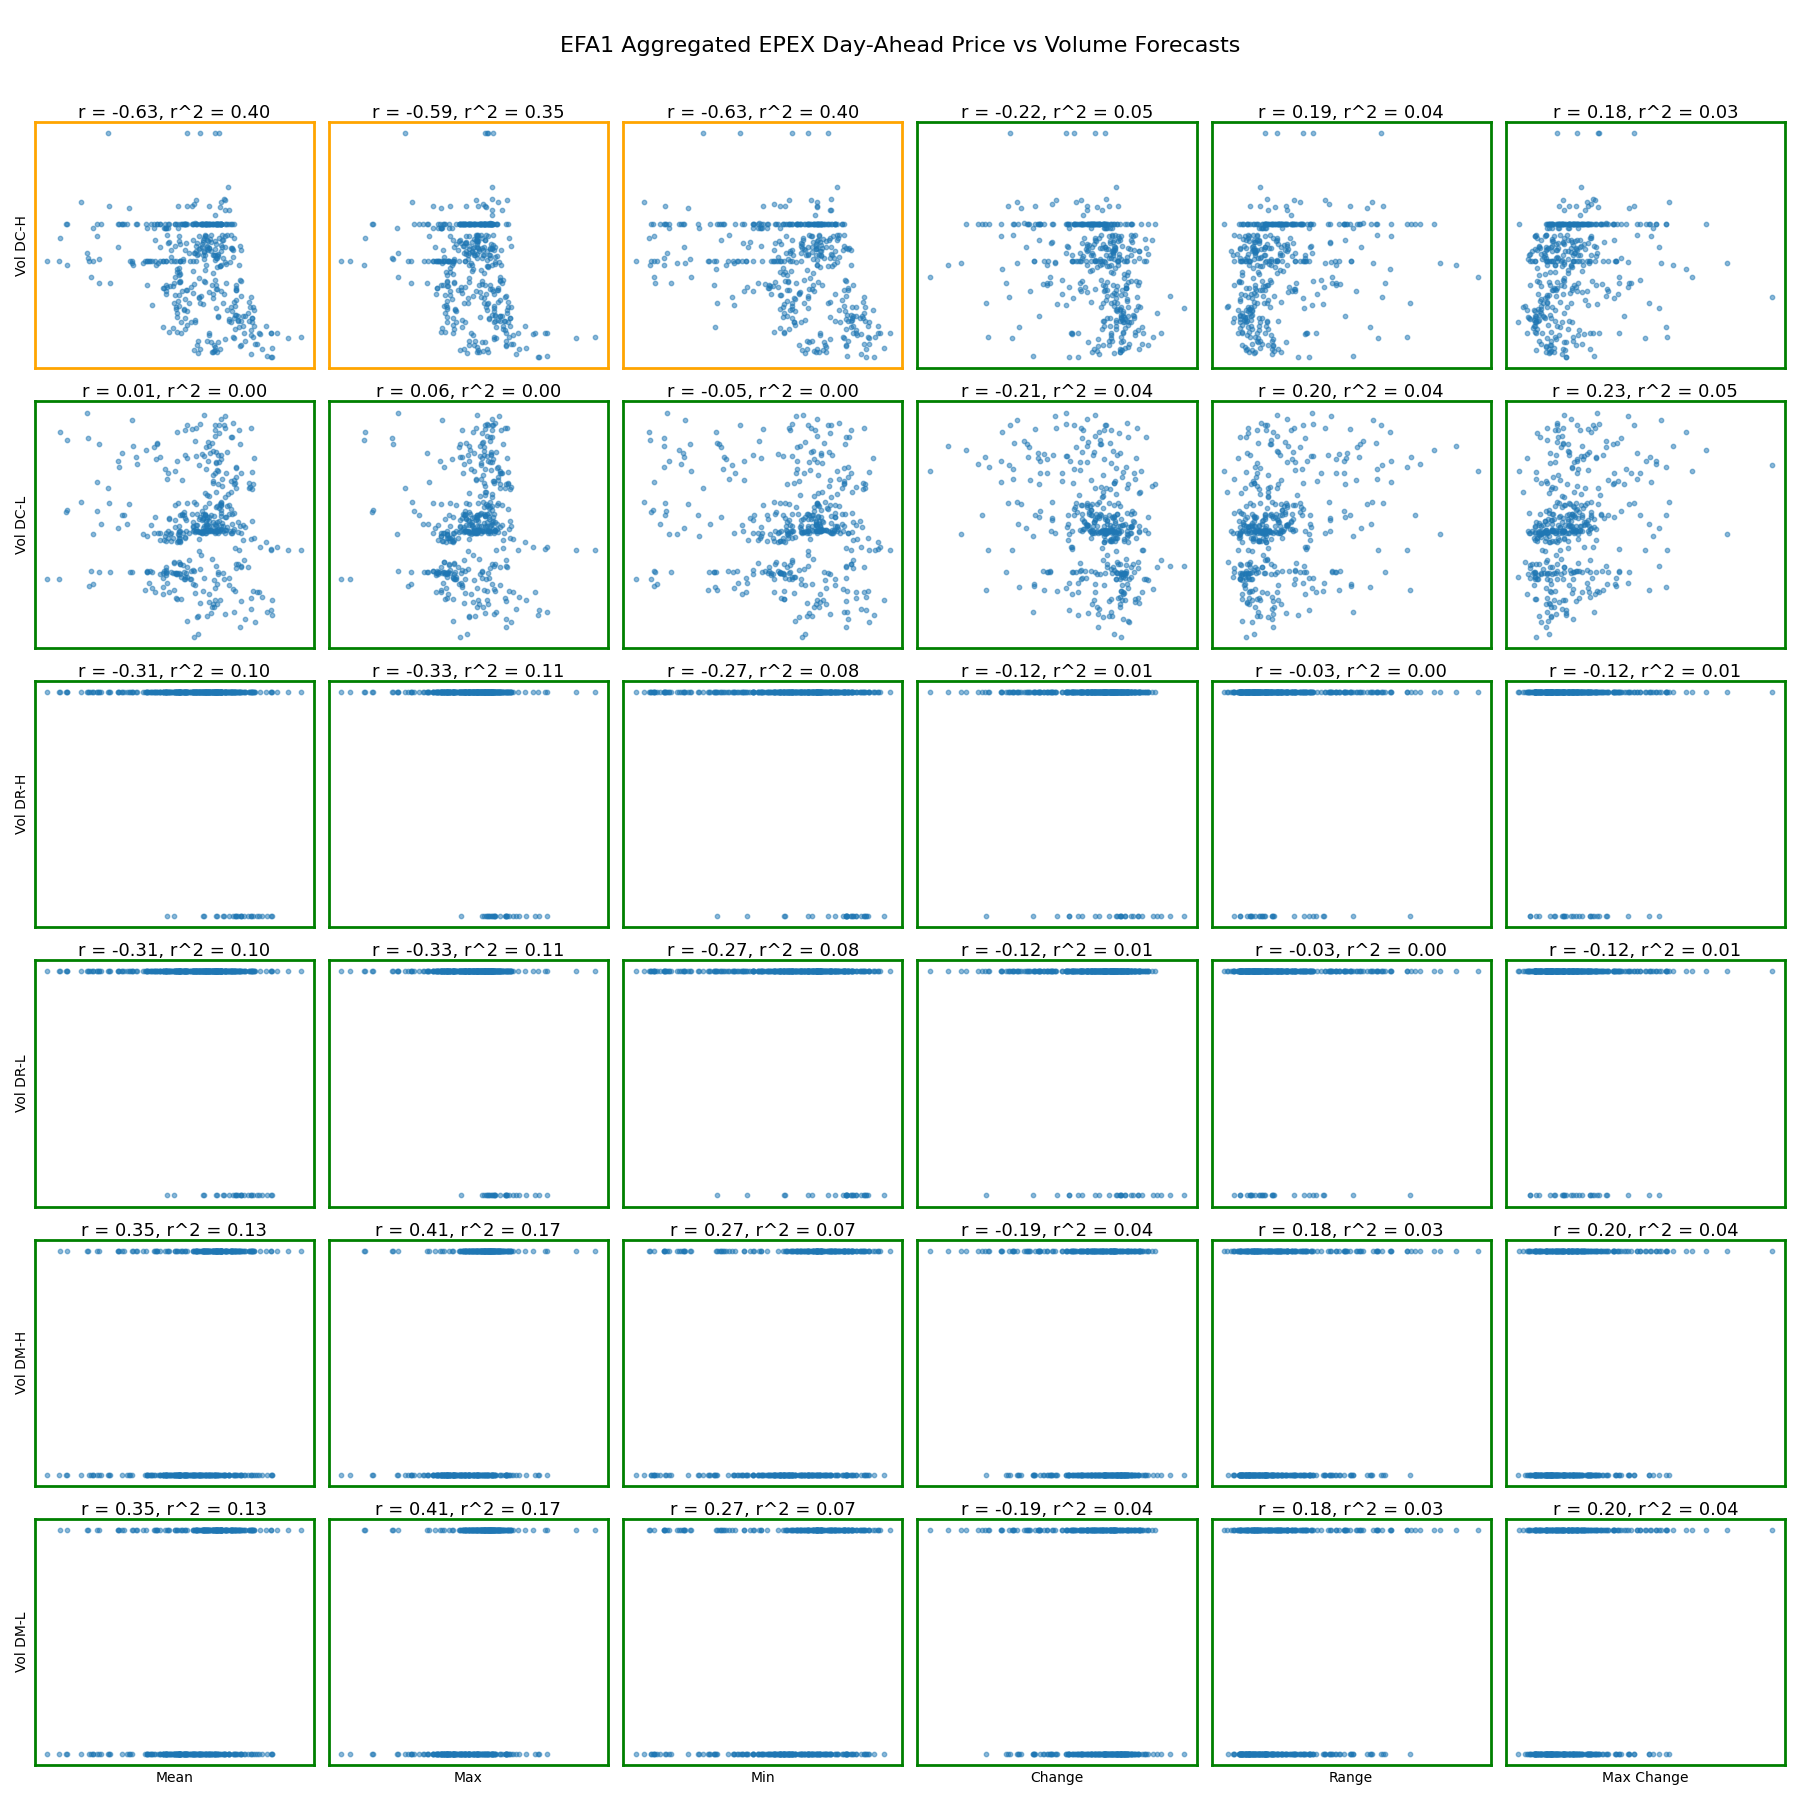 EFA1 Aggregated EPEX Day-Ahead Price vs Volume Forecasts
r = -0.63, r^2 = 0.40
r = -0.59, r^2 = 0.35
r = -0.63, r^2 = 0.40
r = -0.22, r^2 = 0.05
r = 0.19, r^2 = 0.04
r = 0.18, r^2 = 0.03
Vol DC-H
r = 0.01, r^2 = 0.00
r = 0.06, r^2 = 0.00
r = -0.05, r^2 = 0.00
r = -0.21, r^2 = 0.04
r = 0.20, r^2 = 0.04
r = 0.23, r^2 = 0.05
Vol DC-L
r = -0.31, r^2 = 0.10
r = -0.33, r^2 = 0.11
r = -0.27, r^2 = 0.08
r = -0.12, r^2 = 0.01
r = -0.03, r^2 = 0.00
r = -0.12, r^2 = 0.01
Vol DR-H
r = -0.31, r^2 = 0.10
r = -0.33, r^2 = 0.11
r = -0.27, r^2 = 0.08
r = -0.12, r^2 = 0.01
r = -0.03, r^2 = 0.00
r = -0.12, r^2 = 0.01
Vol DR-L
r = 0.35, r^2 = 0.13
r = 0.41, r^2 = 0.17
r = 0.27, r^2 = 0.07
r = -0.19, r^2 = 0.04
r = 0.18, r^2 = 0.03
r = 0.20, r^2 = 0.04
Vol DM-H
r = 0.35, r^2 = 0.13
r = 0.41, r^2 = 0.17
r = 0.27, r^2 = 0.07
r = -0.19, r^2 = 0.04
r = 0.18, r^2 = 0.03
r = 0.20, r^2 = 0.04
Vol DM-L
Mean
Max
Min
Change
Range
Max Change